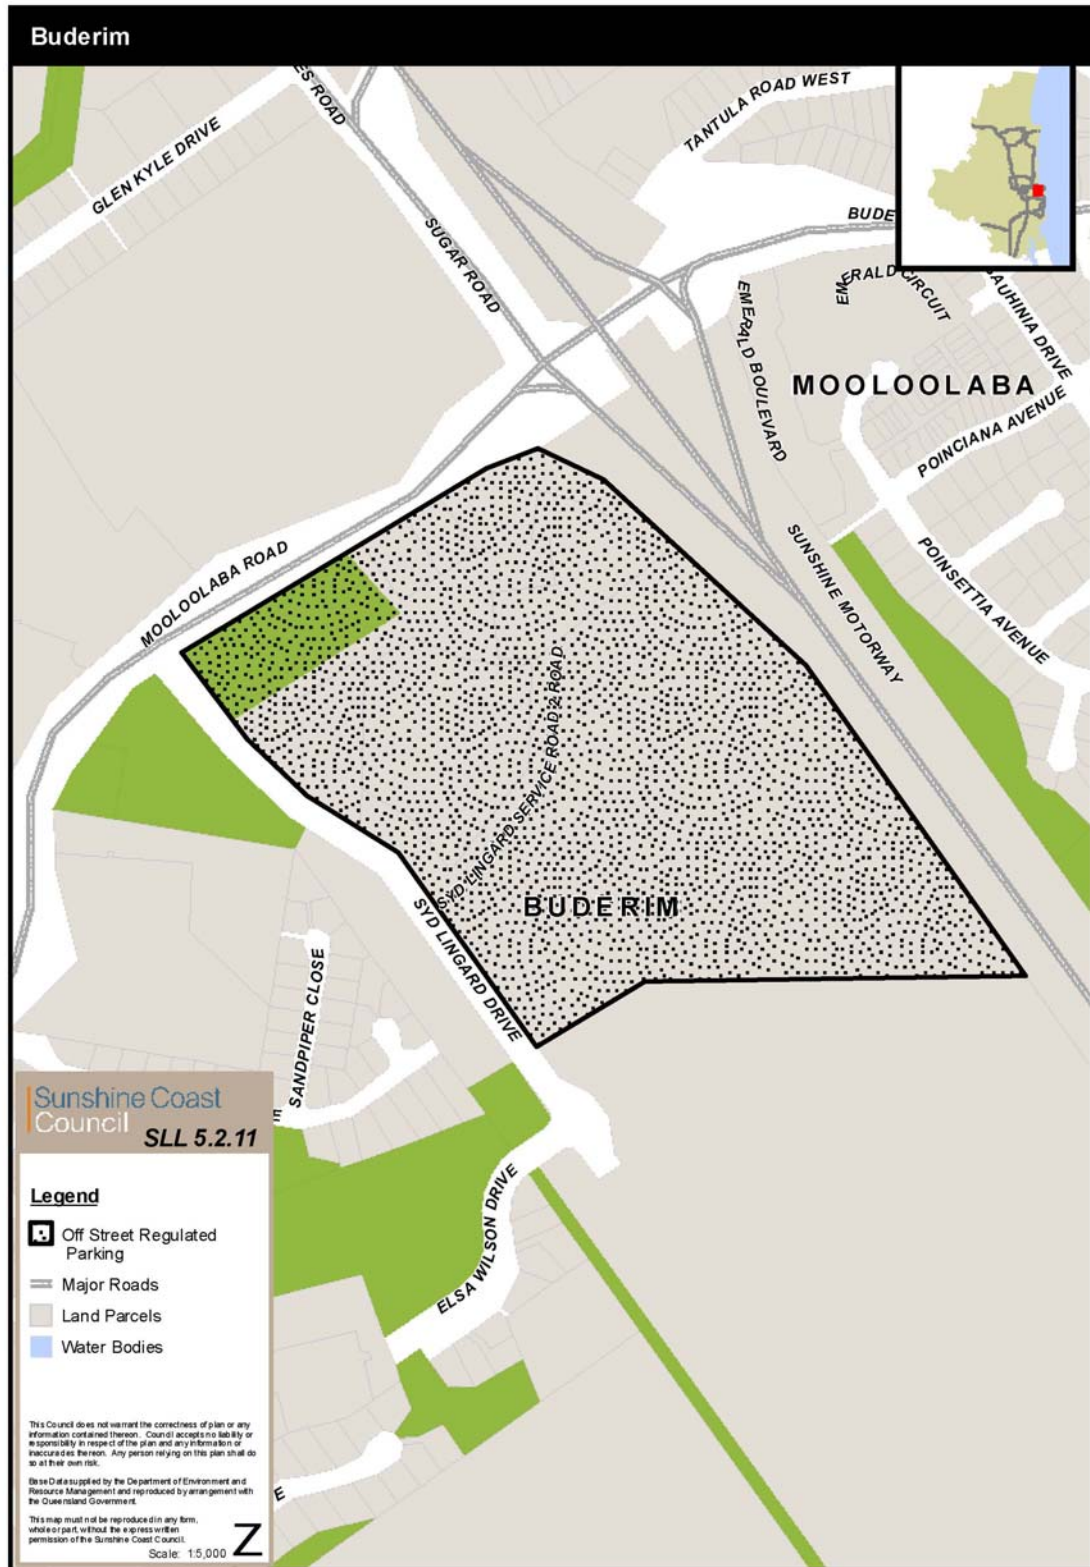 Buderim
ES ROAD
GLEN KYLE DRIVE
TANTULA ROAD WEST
SUGAR ROAD
BUDE
EMERALD CIRCUIT
AUHINIA DRIVE
EMERALD BOULEVARD
MOOLOOLABA
POINCIANA AVENUE
MOOLOOLABA ROAD
SUNSHINE MOTORWAY
POINSETTIA AVENUE
SYD LINGARD SERVICE ROAD 2 ROAD
BUDERIM
SYD LINGARD DRIVE
SANDPIPER CLOSE
E
ELSA WILSON DRIVE
E
Sunshine Coast
Council SLL 5.2.11
Legend
Off Street Regulated
Parking
Major Roads
Land Parcels
Water Bodies
This Council does not warrant the correctness of plan or any
information contained thereon. Council accepts no liability or
responsibility in respect of the plan and any information or
inaccuracies thereon. Any person relying on this plan shall do
so at their own risk.
Base Data supplied by the Department of Environment and
Resource Management and reproduced by arrangement with
the Queensland Government.
This map must not be reproduced in any form,
whole or part, without the express written
permission of the Sunshine Coast Council.
Scale: 1:5,000
Z